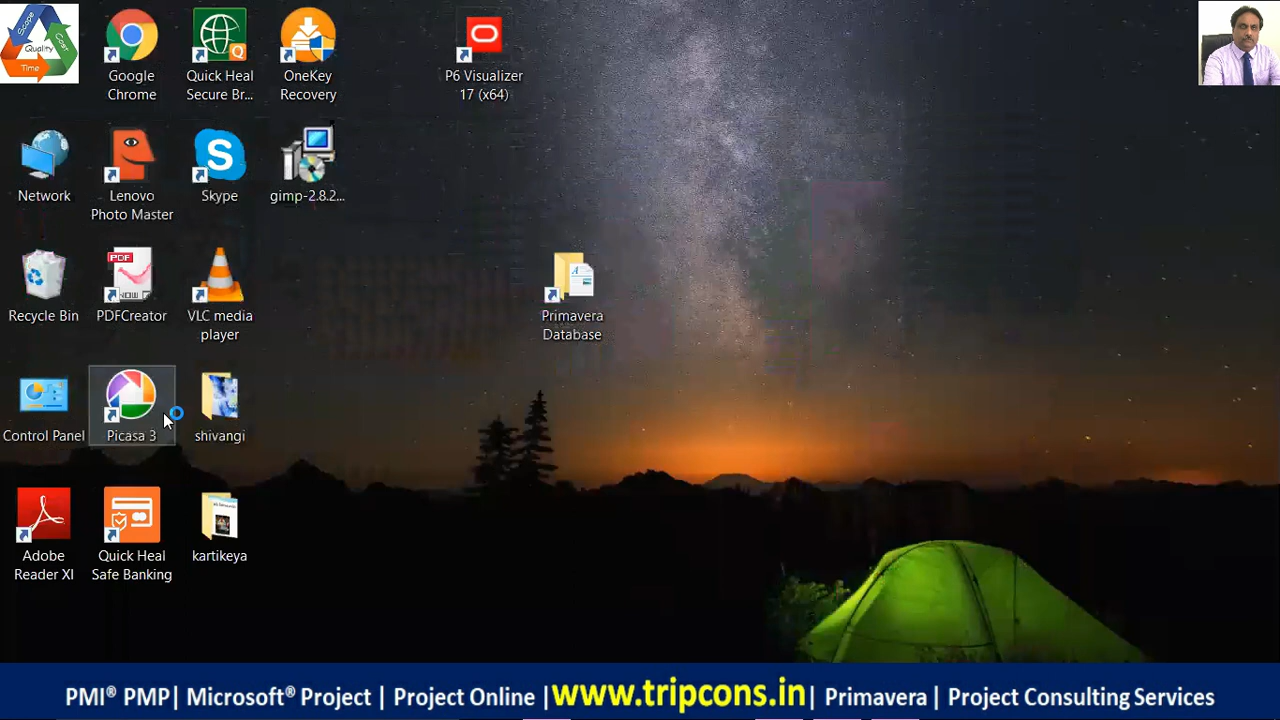 Scope
Quality
Cost
Time
Google
Chrome
Quick Heal
Secure Br...
OneKey
Recovery
P6 Visualizer
17 (x64)
Network
Lenovo
Photo Master
Skype
gimp-2.8.2...
Recycle Bin
PDF
NOW
PDFCreator
VLC media
player
Primavera
Database
Control Panel
Picasa 3
shivangi
Adobe
Reader XI
Quick Heal
Safe Banking
kartikeya
PMI® PMP| Microsoft® Project | Project Online |www.tripcons.in| Primavera | Project Consulting Services